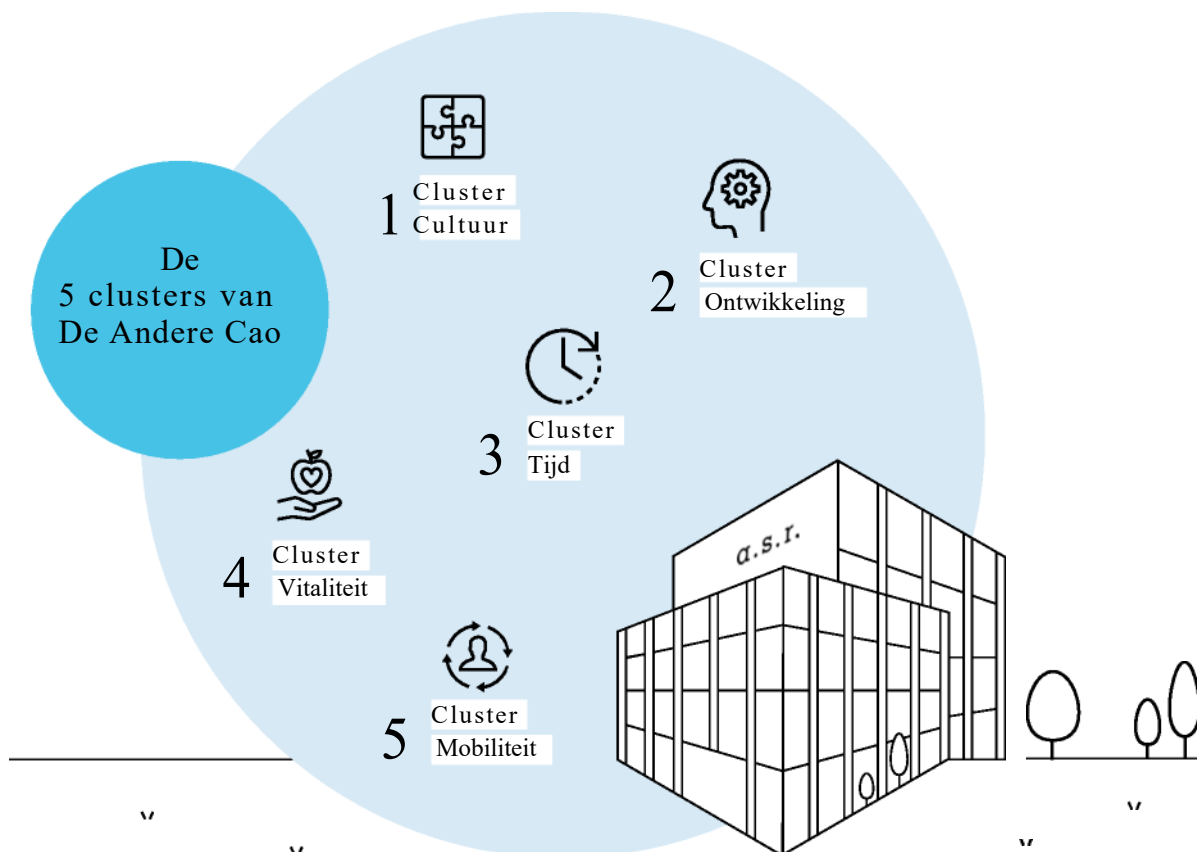 De
5 clusters van
De Andere Cao
1 Cluster
Cultuur
2 Cluster
Ontwikkeling
3 Cluster
Tijd
4 Cluster
Vitaliteit
5 Cluster
Mobiliteit
a.s.r.